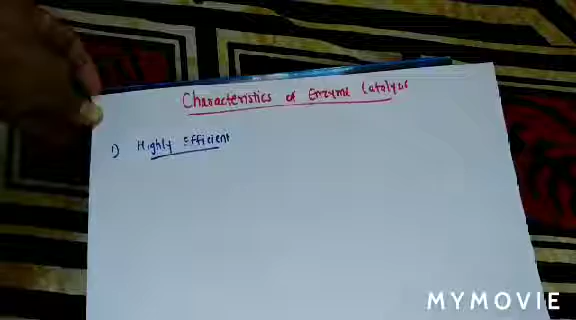 Characteristics of Enzyme Catalysis
1) Highly Efficient
MYMOVIE